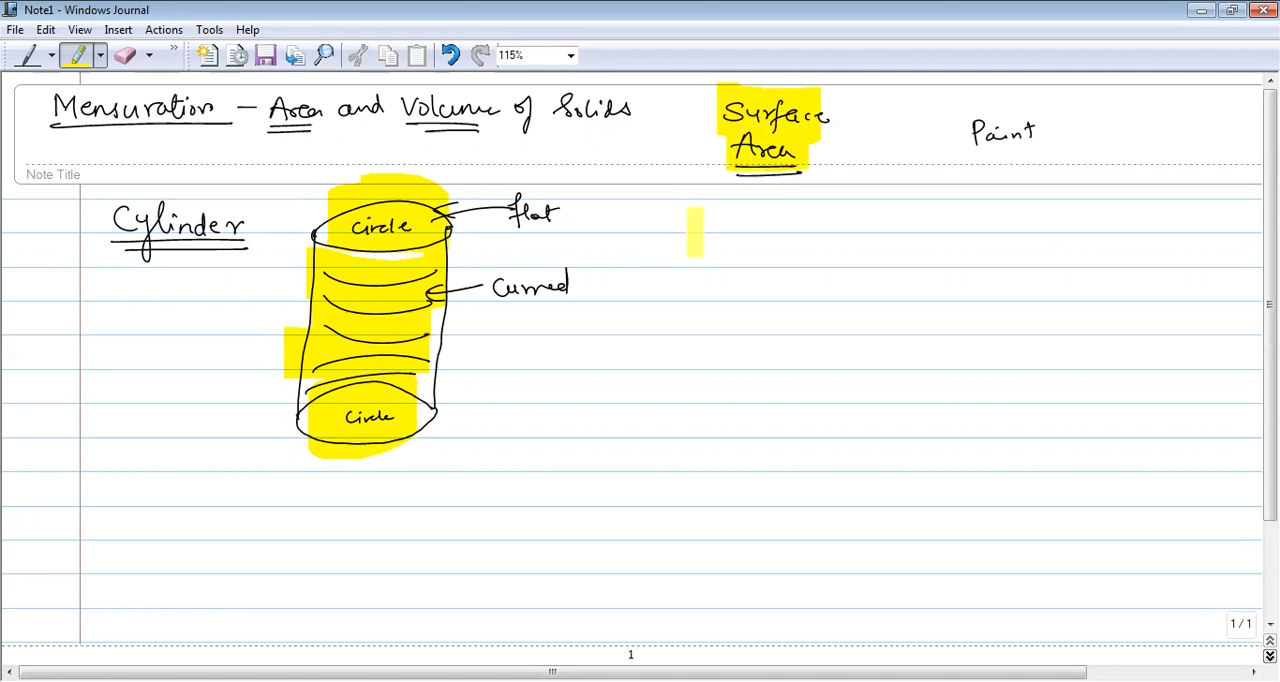 Note1 - Windows Journal
File Edit View Insert Actions Tools Help
115%
Mensuration - Area and Volume of Solids
Surface
Area
Paint
Note Title
Cylinder
circle
flat
Curved
Circle
1 / 1
1